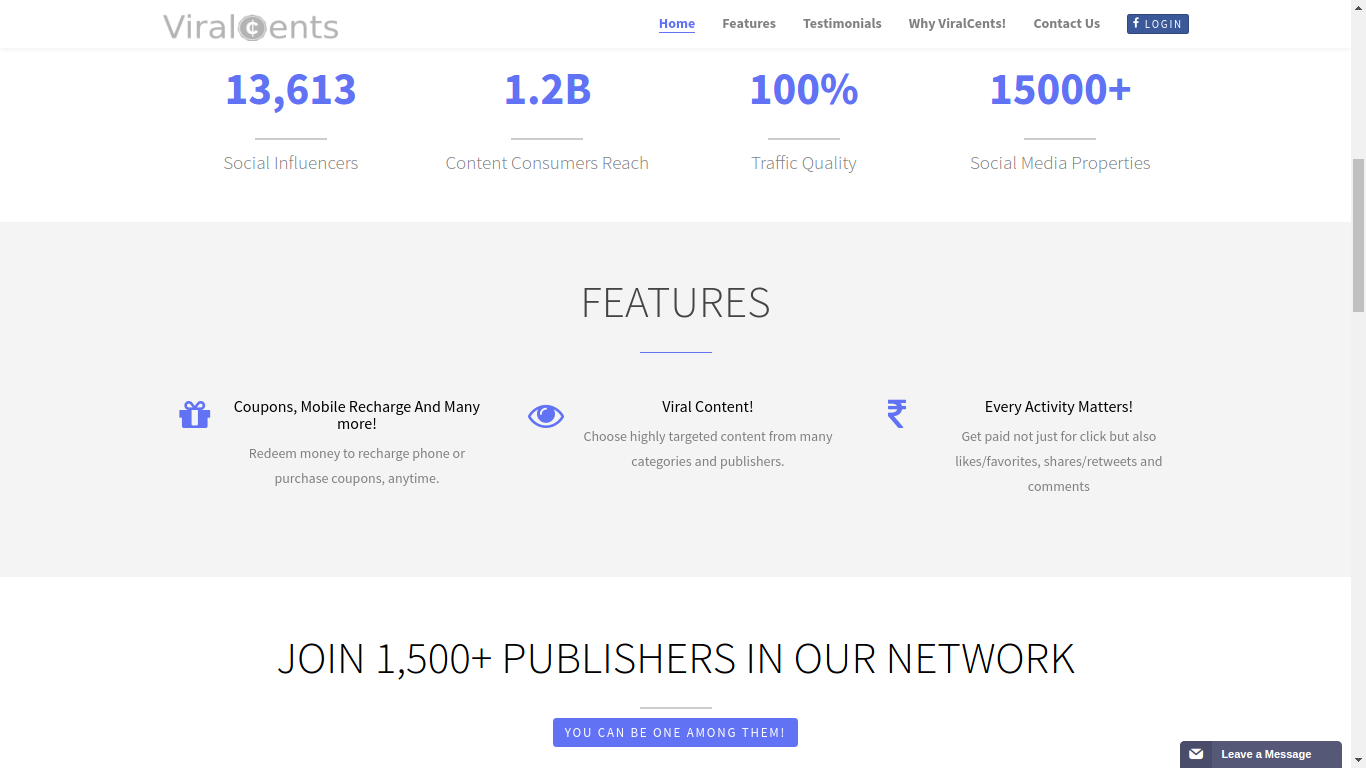 Viral¢ents
Home Features Testimonials Why ViralCents! Contact Us f LOGIN
13,613 1.2B 100% 15000+
Social Influencers Content Consumers Reach Traffic Quality Social Media Properties
FEATURES
Coupons, Mobile Recharge And Many
more!
Redeem money to recharge phone or
purchase coupons, anytime.
Viral Content!
Choose highly targeted content from many
categories and publishers.
₹
Every Activity Matters!
Get paid not just for click but also
likes/favorites, shares/retweets and
comments
JOIN 1,500+ PUBLISHERS IN OUR NETWORK
YOU CAN BE ONE AMONG THEM!
Leave a Message